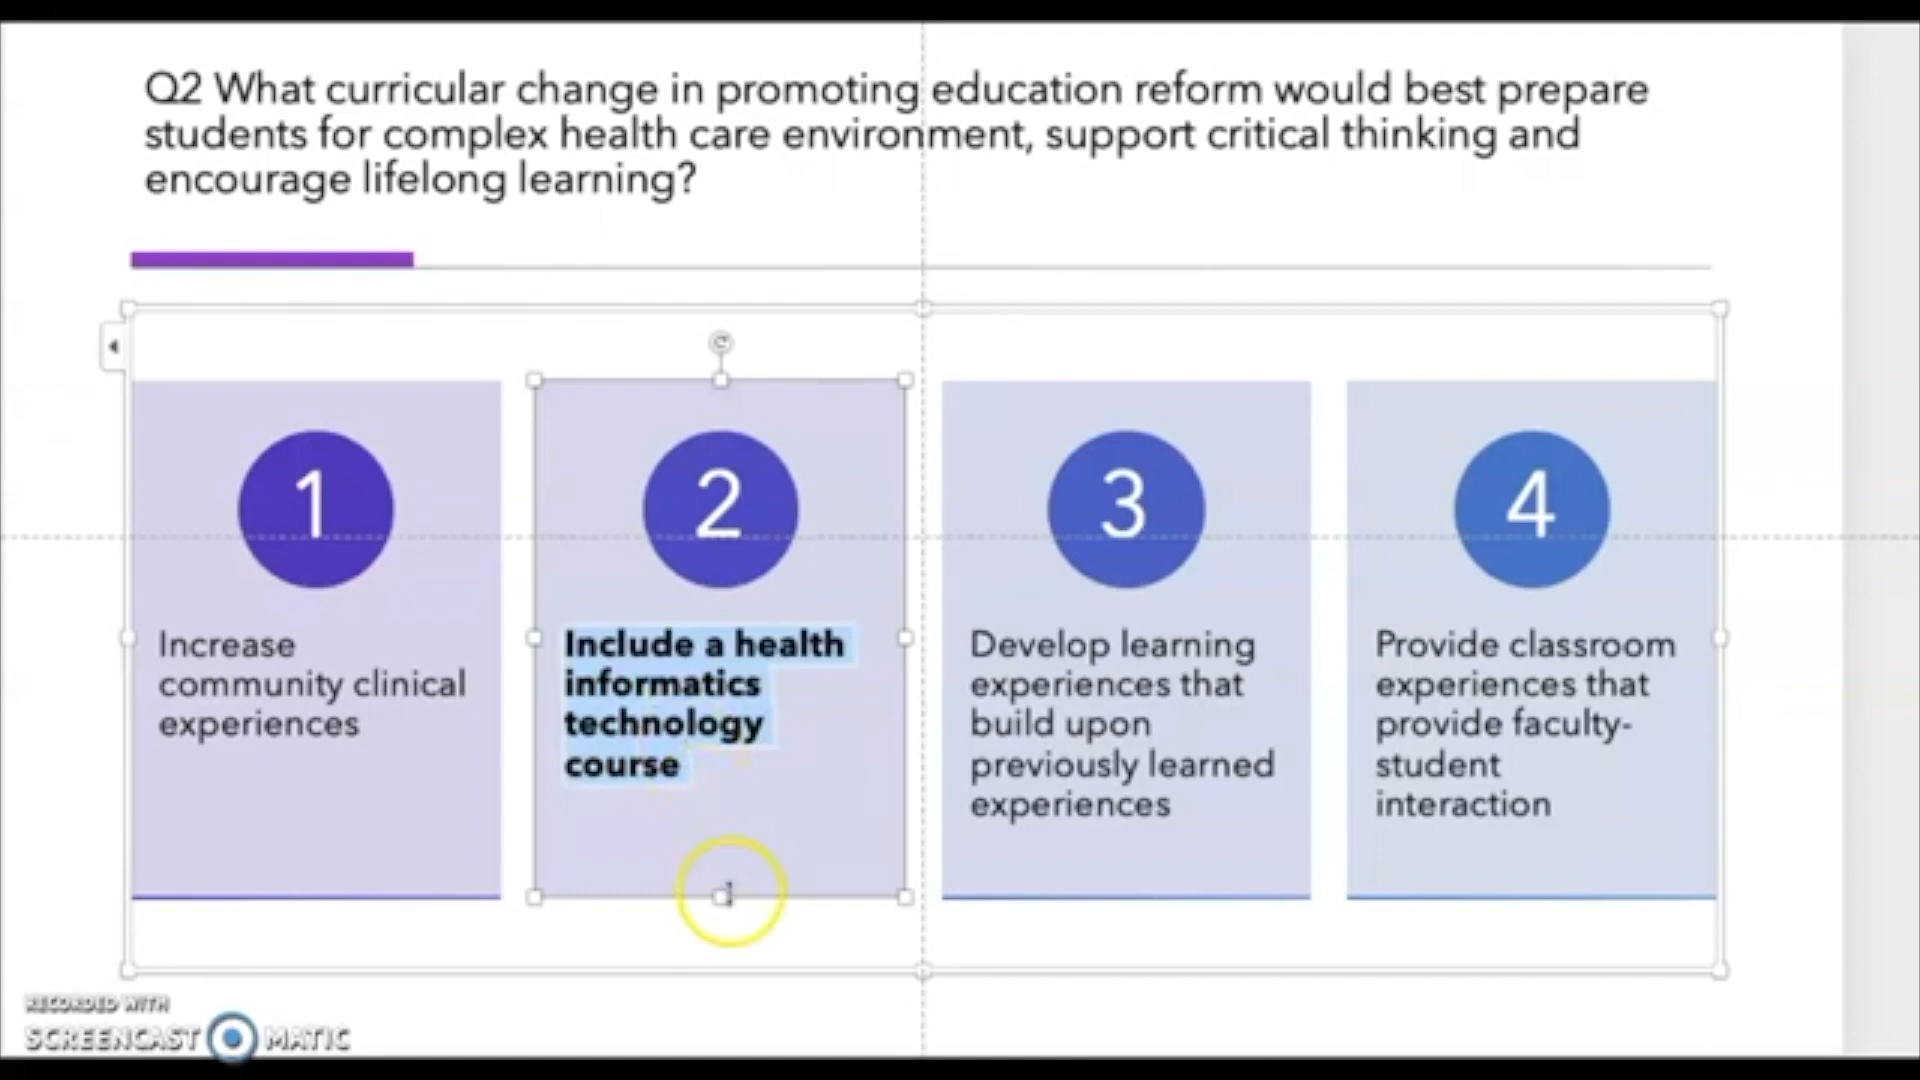 Q2 What curricular change in promoting education reform would best prepare
students for complex health care environment, support critical thinking and
encourage lifelong learning?
1
Increase
community clinical
experiences
2
Include a health
informatics
technology
course
3
Develop learning
experiences that
build upon
previously learned
experiences
4
Provide classroom
experiences that
provide faculty-
student
interaction
RECORDED WITH
SCREENCAST MATIC